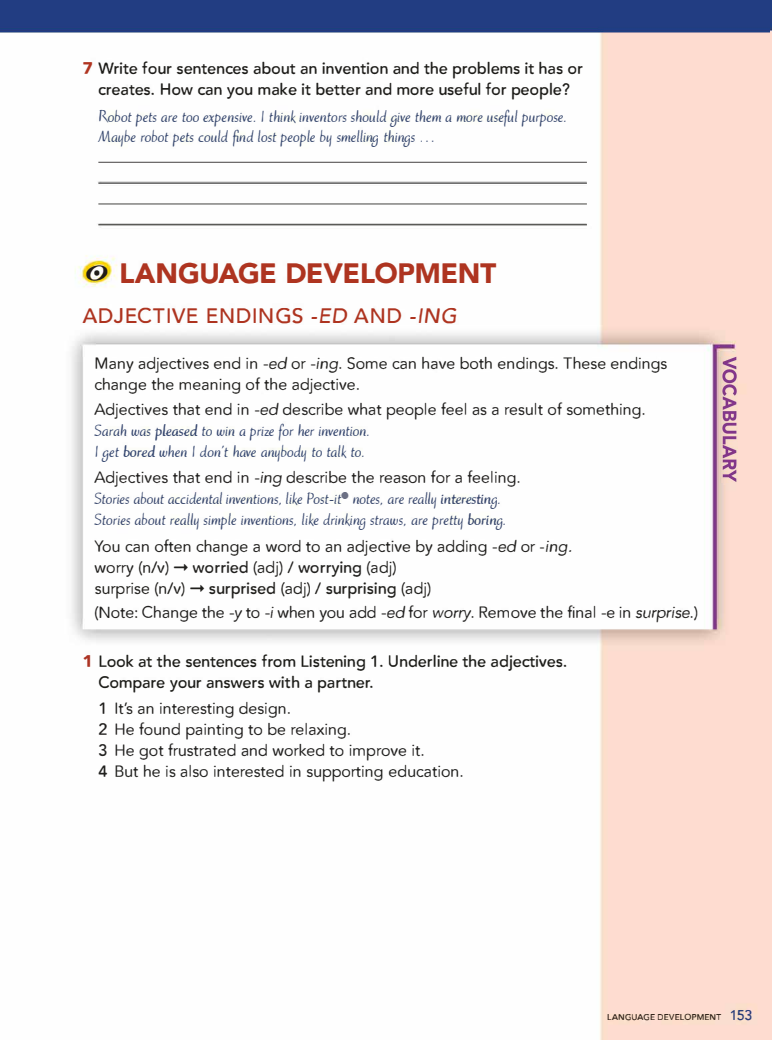 7 Write four sentences about an invention and the problems it has or
creates. How can you make it better and more useful for people?
Robot pets are too expensive. I think inventors should give them a more useful purpose.
Maybe robot pets could find lost people by smelling things ...
LANGUAGE DEVELOPMENT
ADJECTIVE ENDINGS -ED AND -ING
Many adjectives end in -ed or -ing. Some can have both endings. These endings
change the meaning of the adjective.
Adjectives that end in -ed describe what people feel as a result of something.
Sarah was pleased to win a prize for her invention.
I get bored when I don't have anybody to talk to.
Adjectives that end in -ing describe the reason for a feeling.
Stories about accidental inventions, like Post-it® notes, are really interesting.
Stories about really simple inventions, like drinking straws, are pretty boring.
You can often change a word to an adjective by adding -ed or -ing.
worry (n/v) → worried (adj) / worrying (adj)
surprise (n/v) → surprised (adj) / surprising (adj)
(Note: Change the -y to -i when you add -ed for worry. Remove the final -e in surprise.)
VOCABULARY
1 Look at the sentences from Listening 1. Underline the adjectives.
Compare your answers with a partner.
1 It's an interesting design.
2 He found painting to be relaxing.
3 He got frustrated and worked to improve it.
4 But he is also interested in supporting education.
LANGUAGE DEVELOPMENT 153